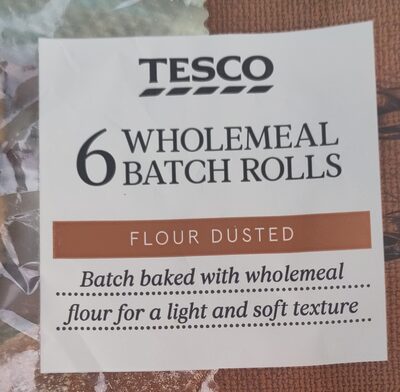 TESCO
6 WHOLEMEAL
BATCH ROLLS
FLOUR DUSTED
Batch baked with wholemeal
flour for a light and soft texture